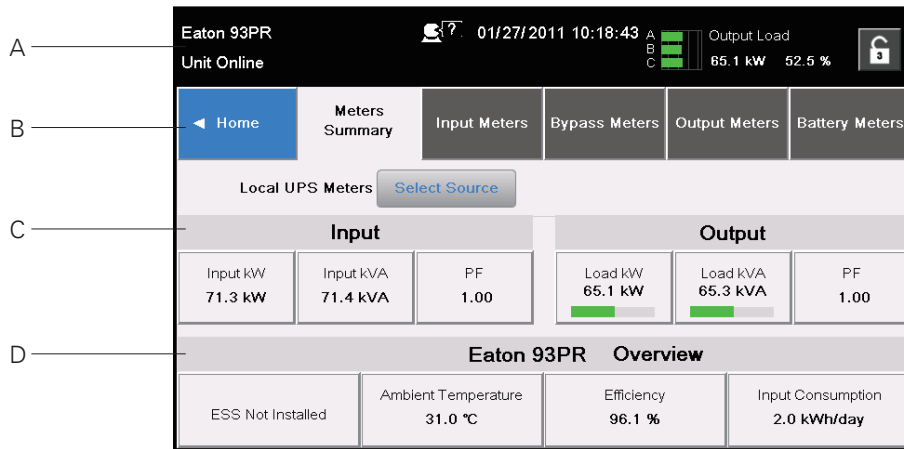 A
Eaton 93PR
? 01/27/2011 10:18:43
A
B
C
Output Load
Unit Online
65.1 kW 52.5 %
3
B
◄ Home
Meters
Summary
Input Meters
Bypass Meters
Output Meters
Battery Meters
Local UPS Meters
Select Source
C
Input
Output
Input kW
71.3 kW
Input kVA
71.4 kVA
PF
1.00
Load kW
65.1 kW
Load kVA
65.3 kVA
PF
1.00
D
Eaton 93PR Overview
ESS Not Installed
Ambient Temperature
31.0 °C
Efficiency
96.1 %
Input Consumption
2.0 kWh/day